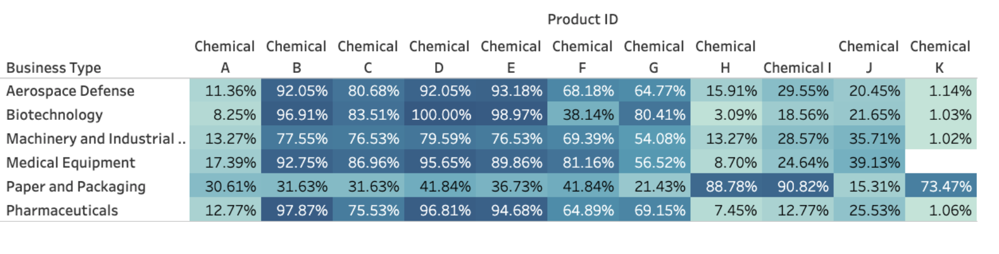 Product ID
Chemical Chemical Chemical Chemical Chemical Chemical Chemical Chemical Chemical Chemical
Business Type A B C D E F G H Chemical I J K
Aerospace Defense 11.36% 92.05% 80.68% 92.05% 93.18% 68.18% 64.77% 15.91% 29.55% 20.45% 1.14%
Biotechnology 8.25% 96.91% 83.51% 100.00% 98.97% 38.14% 80.41% 3.09% 18.56% 21.65% 1.03%
Machinery and Industrial .. 13.27% 77.55% 76.53% 79.59% 76.53% 69.39% 54.08% 13.27% 28.57% 35.71% 1.02%
Medical Equipment 17.39% 92.75% 86.96% 95.65% 89.86% 81.16% 56.52% 8.70% 24.64% 39.13%
Paper and Packaging 30.61% 31.63% 31.63% 41.84% 36.73% 41.84% 21.43% 88.78% 90.82% 15.31% 73.47%
Pharmaceuticals 12.77% 97.87% 75.53% 96.81% 94.68% 64.89% 69.15% 7.45% 12.77% 25.53% 1.06%